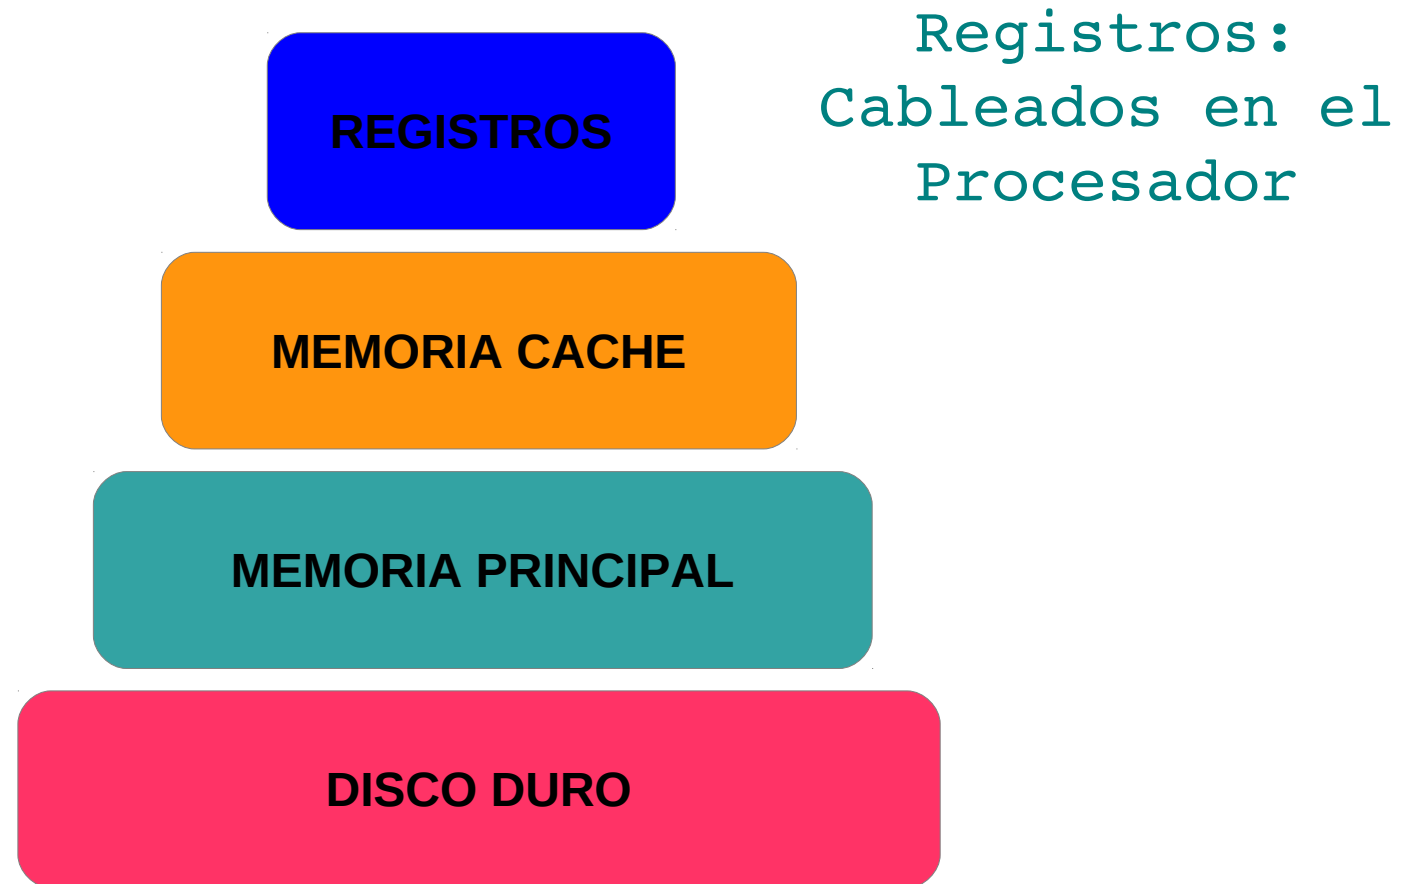 Registros:
Cableados en el
Procesador
REGISTROS
MEMORIA CACHE
MEMORIA PRINCIPAL
DISCO DURO